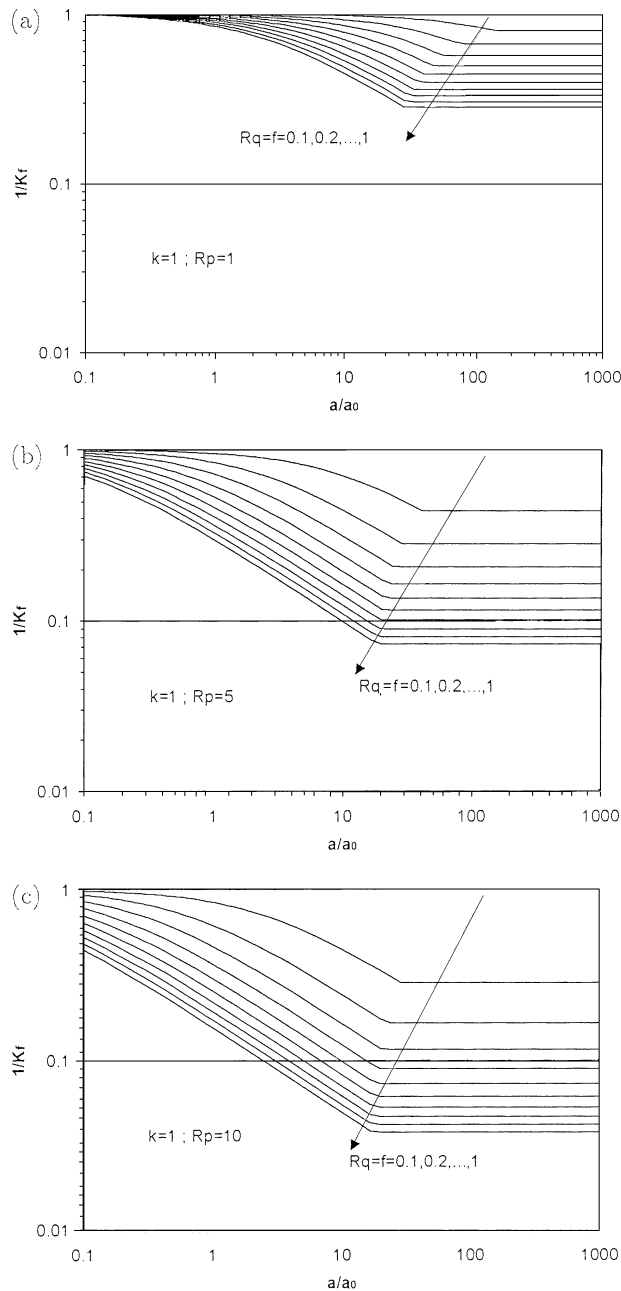 (a)
1
0.1
0.01
1/Kf
Rq=f=0.1,0.2,...,1
k=1 ; Rp=1
0.1 1 10 100 1000
a/a0
(b)
1
0.1
0.01
1/Kf
Rq=f=0.1,0.2,...,1
k=1 ; Rp=5
0.1 1 10 100 1000
a/a0
(c)
1
0.1
0.01
1/Kf
k=1 ; Rp=10
Rq=f=0.1,0.2,...,1
0.1 1 10 100 1000
a/a0